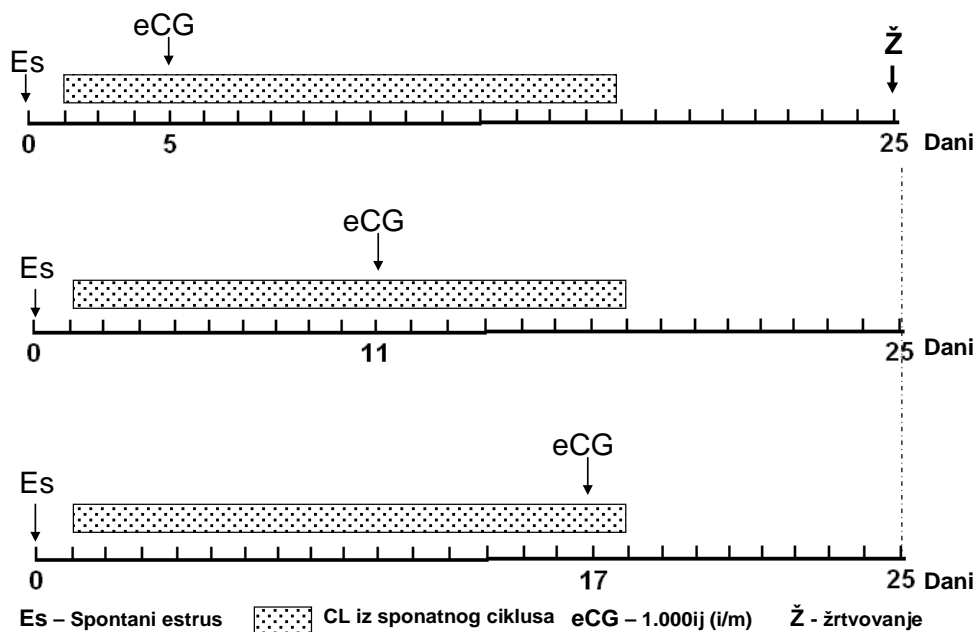 eCG
Es
Ž
0 5 25 Dani
eCG
Es
0 11 25 Dani
eCG
Es
0 17 25 Dani
Es – Spontani estrus CL iz sponatnog ciklusa eCG – 1.000ij (i/m) Ž - žrtvovanje